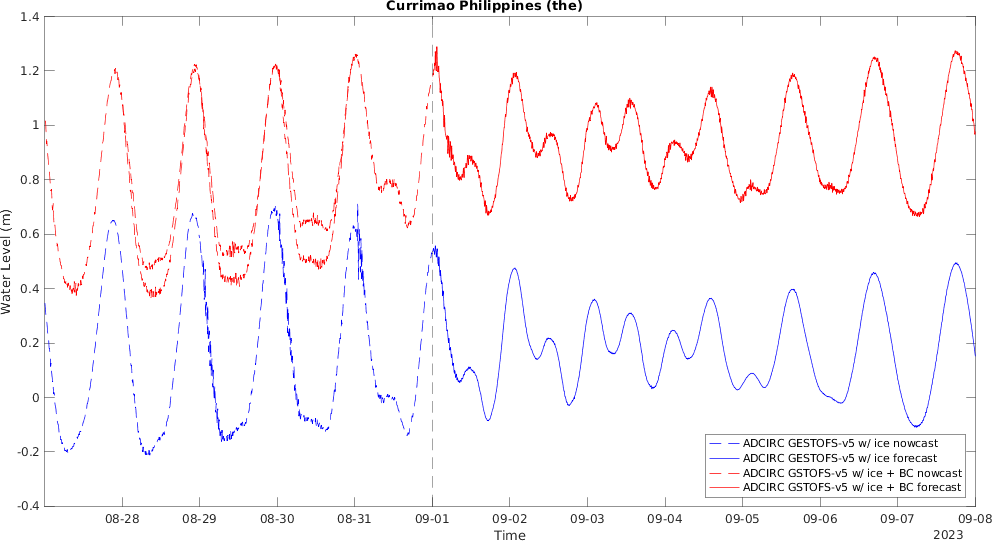 Currimao Philippines (the)
1.4
1.2
1
0.8
0.6
0.4
0.2
0
-0.2
-0.4
Water Level (m)
ADCIRC GESTOFS-v5 w/ ice nowcast
ADCIRC GESTOFS-v5 w/ ice forecast
ADCIRC GSTOFS-v5 w/ ice + BC nowcast
ADCIRC GSTOFS-v5 w/ ice + BC forecast
08-28 08-29 08-30 08-31 09-01 09-02 09-03 09-04 09-05 09-06 09-07 09-08
Time
2023